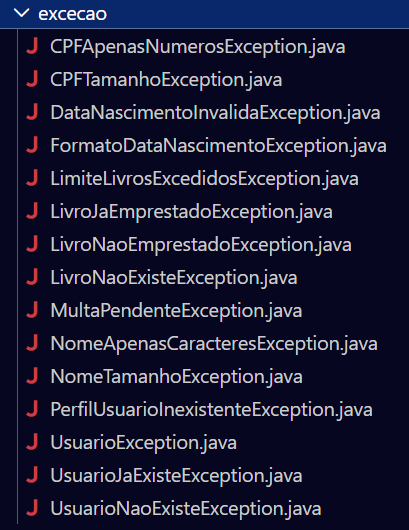 excecao
CPFApenasNumerosException.java
CPFTamanhoException.java
DataNascimentoInvalidaException.java
FormatoDataNascimentoException.java
LimiteLivrosExcedidosException.java
LivroJaEmprestadoException.java
LivroNaoEmprestadoException.java
LivroNaoExisteException.java
MultaPendenteException.java
NomeApenasCaracteresException.java
NomeTamanhoException.java
PerfilUsuarioInexistenteException.java
UsuarioException.java
UsuarioJaExisteException.java
UsuarioNaoExisteException.java